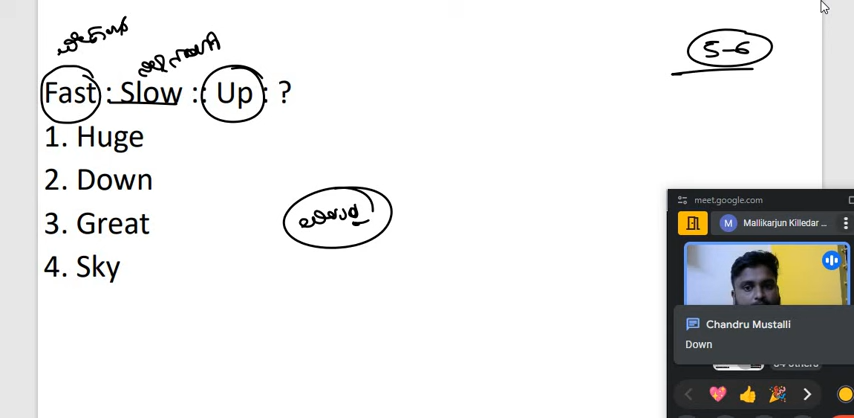 5-6
Fast : Slow :: Up : ?
1. Huge
2. Down
3. Great
4. Sky
meet.google.com
Mallikarjun Killedar ...
Chandru Mustalli
Down